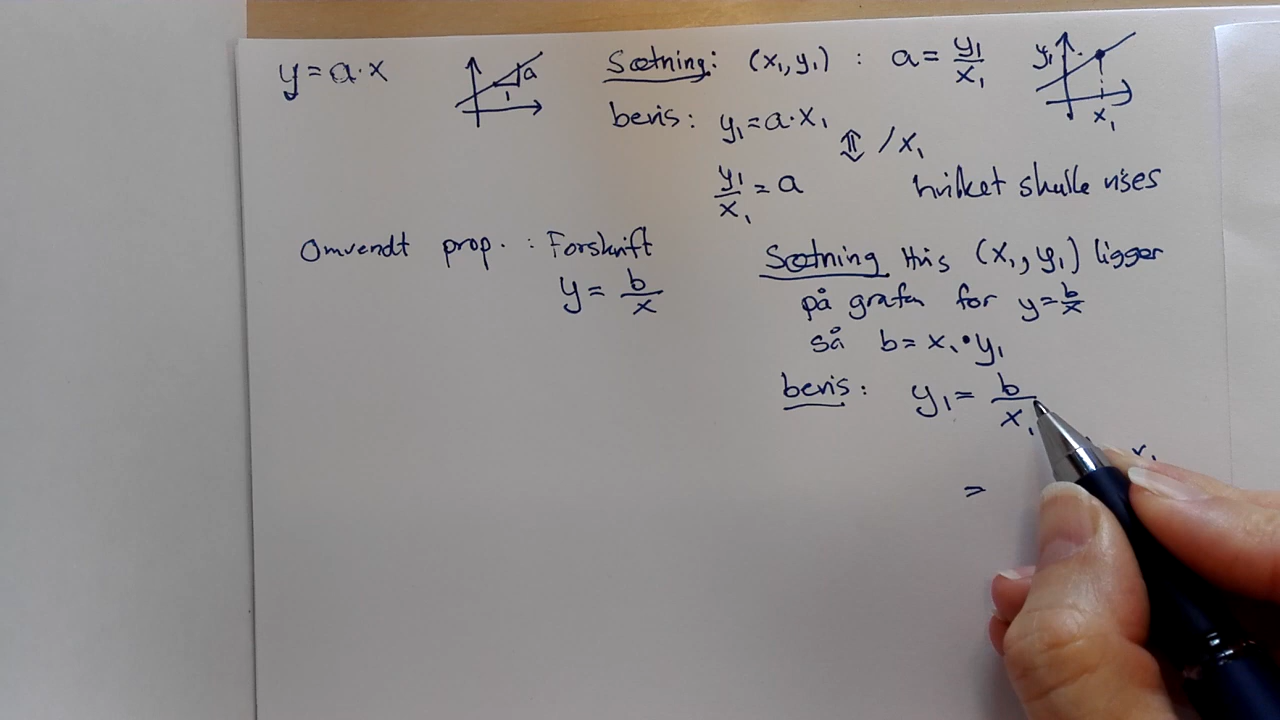 y = a · x
a
1
Sætning: (x₁, y₁) : a = y₁/x₁
y₁
x₁
bevis: y₁ = a · x₁
⇕ /x₁
y₁/x₁ = a hvilket skulle vises
Omvendt prop. : Forskrift
y = b/x
Sætning Hvis (x₁, y₁) ligger
på grafen for y = b/x
så b = x₁ · y₁
bevis: y₁ = b/x₁
x₁
=